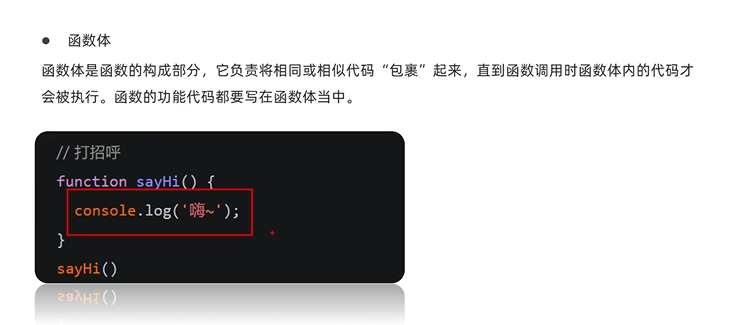 ● 函数体
函数体是函数的构成部分，它负责将相同或相似代码“包裹”起来，直到函数调用时函数体内的代码才
会被执行。函数的功能代码都要写在函数体当中。
// 打招呼
function sayHi() {
console.log('嗨~');
}
sayHi()